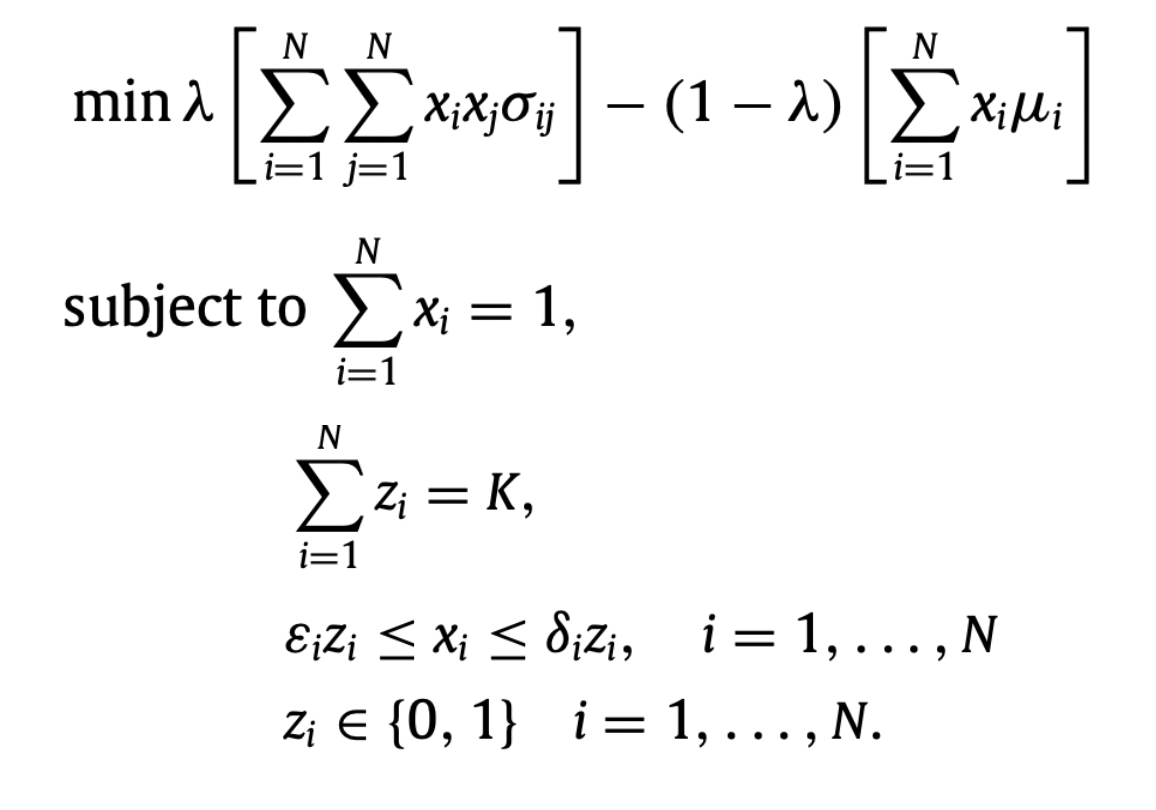 min λ [ ∑_{i=1}^{N} ∑_{j=1}^{N} x_i x_j σ_{ij} ] − (1 − λ) [ ∑_{i=1}^{N} x_i μ_i ]
subject to ∑_{i=1}^{N} x_i = 1,
∑_{i=1}^{N} z_i = K,
ε_i z_i ≤ x_i ≤ δ_i z_i, i = 1, . . . , N
z_i ∈ {0, 1} i = 1, . . . , N.